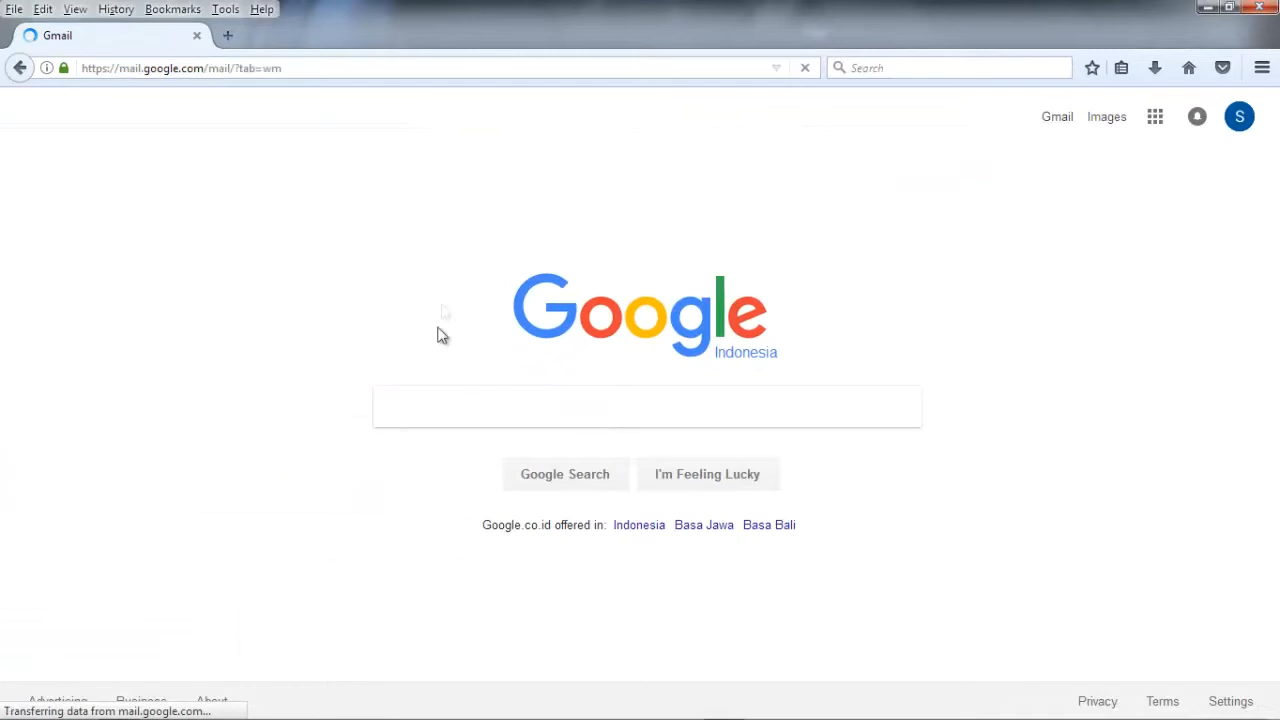 File Edit View History Bookmarks Tools Help
Gmail
https://mail.google.com/mail/?tab=wm
Search
Gmail Images S
Google
Indonesia
Google Search I'm Feeling Lucky
Google.co.id offered in: Indonesia Basa Jawa Basa Bali
Advertising Business About Privacy Terms Settings
Transferring data from mail.google.com...